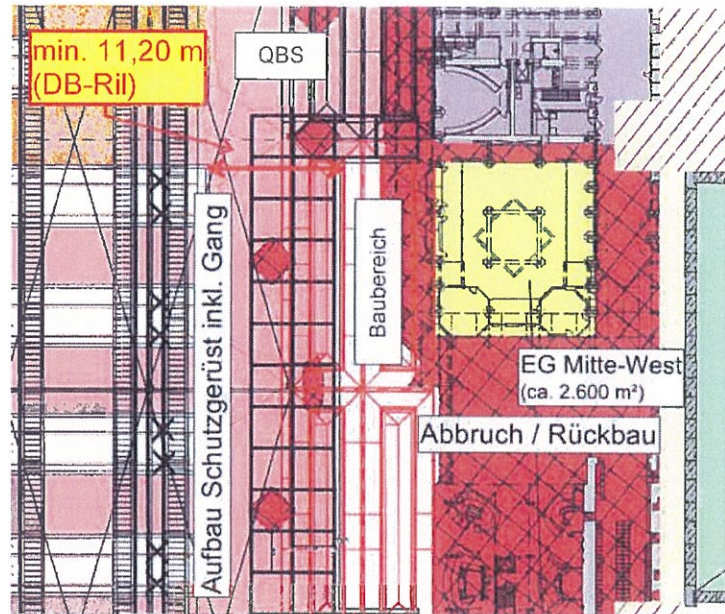 min. 11,20 m
(DB-Ril)
QBS
Aufbau Schutzgerüst inkl. Gang
Baubereich
EG Mitte-West
(ca. 2.600 m²)
Abbruch / Rückbau